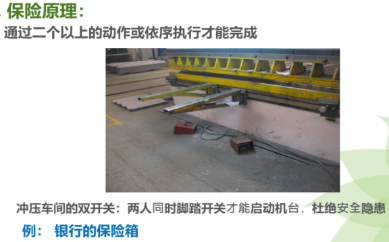 保险原理：
通过二个以上的动作或依序执行才能完成
冲压车间的双开关：两人同时脚踏开关才能启动机台，杜绝安全隐患
例： 银行的保险箱